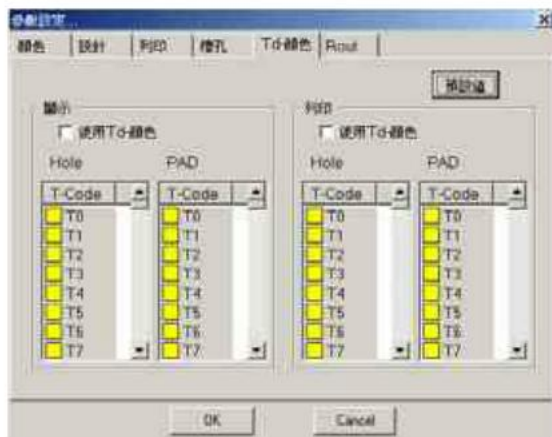 參數設定...
顏色 設計 列印 檔孔 Td-顏色 Rout
預設值
顯示
使用Td-顏色
Hole PAD
T-Code T-Code
T0 T0
T1 T1
T2 T2
T3 T3
T4 T4
T5 T5
T6 T6
T7 T7
列印
使用Td-顏色
Hole PAD
T-Code T-Code
T0 T0
T1 T1
T2 T2
T3 T3
T4 T4
T5 T5
T6 T6
T7 T7
OK Cancel